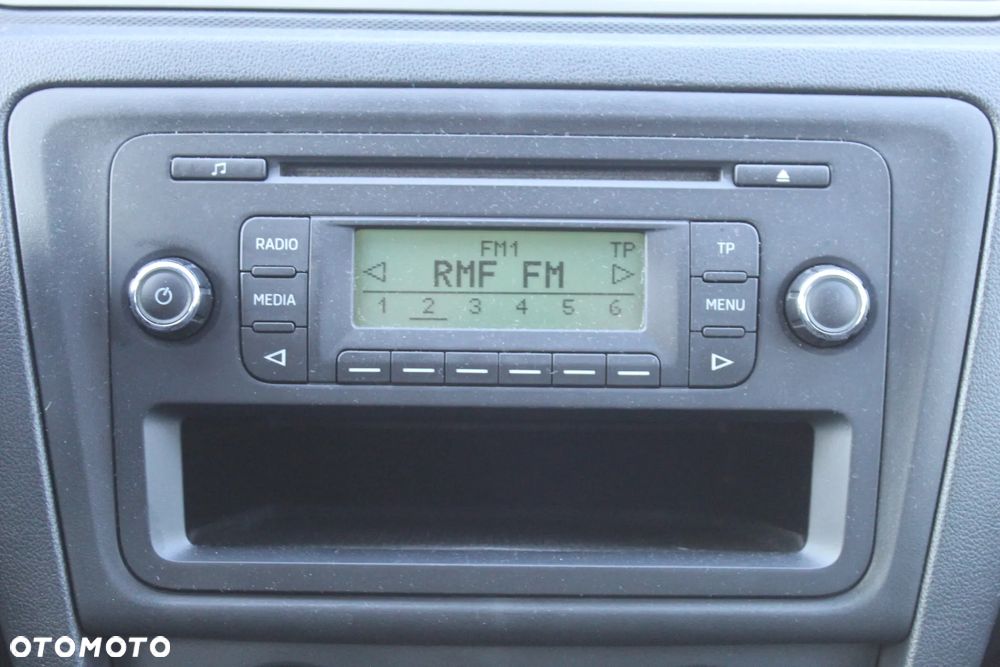 FM1 TP
RMF FM
1 2 3 4 5 6
RADIO
MEDIA
TP
MENU
OTOMOTO